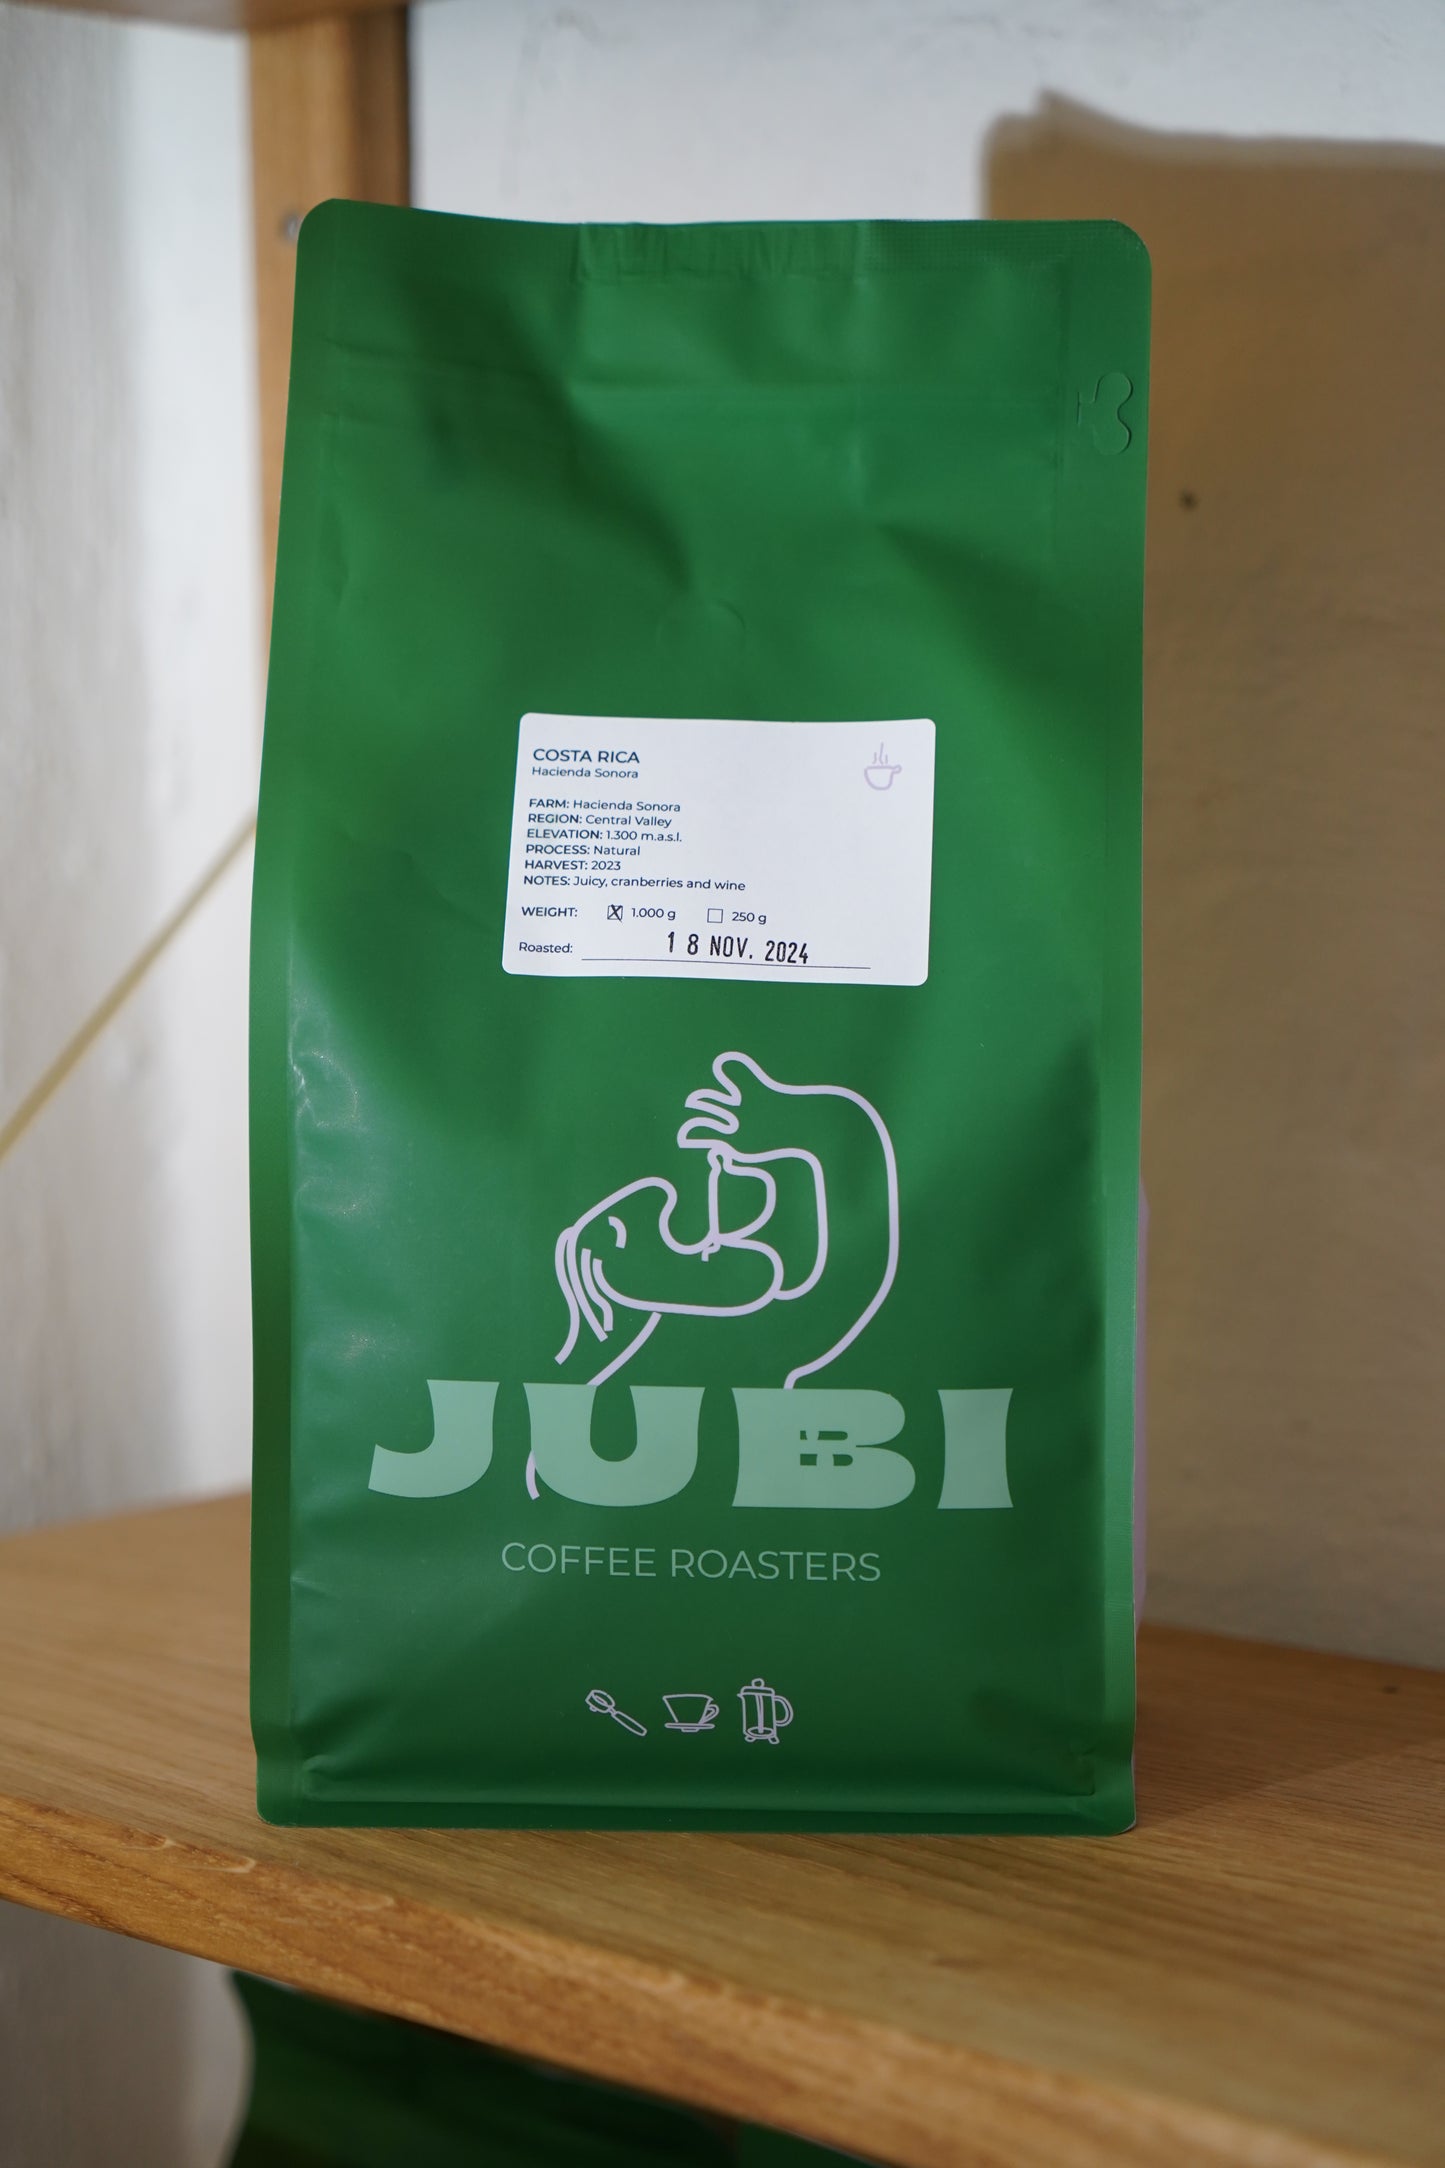 COSTA RICA
Hacienda Sonora
FARM: Hacienda Sonora
REGION: Central Valley
ELEVATION: 1.300 m.a.s.l.
PROCESS: Natural
HARVEST: 2023
NOTES: Juicy, cranberries and wine
WEIGHT: 1.000 g 250 g
Roasted: 18 NOV. 2024
JUBI
COFFEE ROASTERS